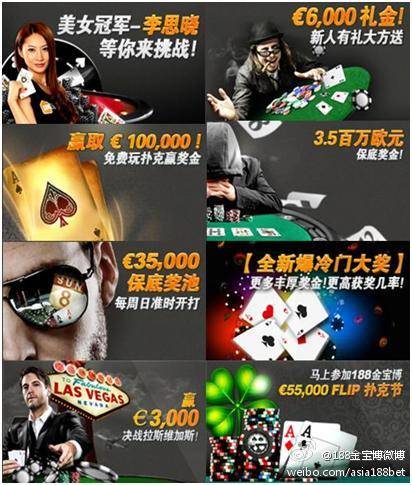 美女冠军-李思晓
等你来挑战!
€6,000 礼金!
新人有礼大方送
赢取 € 100,000 !
免费玩扑克赢奖金
3.5百万欧元
保底奖金!
€35,000
保底奖池
每周日准时开打
SUN
8
【全新爆冷门大奖】
更多丰厚奖金!更高获奖几率!
WELCOME
TO Fabulous
LAS VEGAS
NEVADA
赢
€3,000
决战拉斯维加斯!
马上参加188金宝博
€55,000 FLIP 扑克节
@188金宝博微博
weibo.com/asia188bet